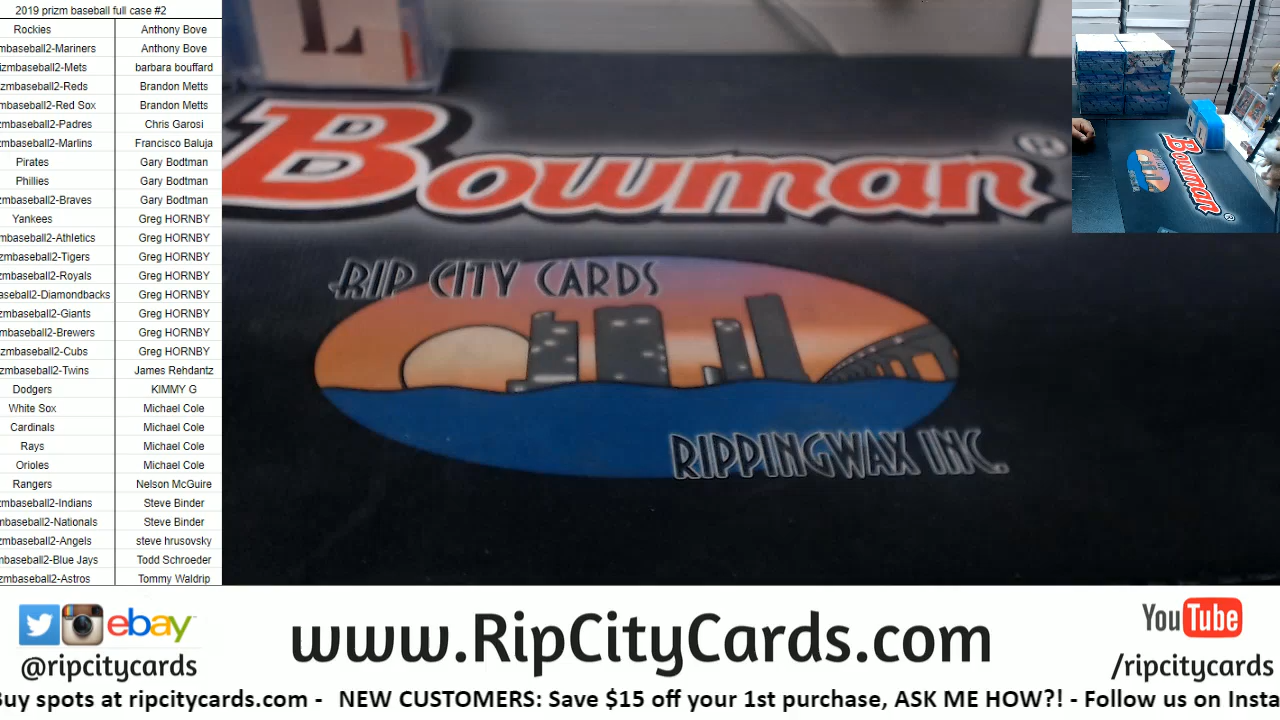 2019 prizm baseball full case #2
Rockies Anthony Bove
mbaseball2-Mariners Anthony Bove
izmbaseball2-Mets barbara bouffard
zmbaseball2-Reds Brandon Metts
mbaseball2-Red Sox Brandon Metts
zmbaseball2-Padres Chris Garosi
mbaseball2-Marlins Francisco Baluja
Pirates Gary Bodtman
Phillies Gary Bodtman
zmbaseball2-Braves Gary Bodtman
Yankees Greg HORNBY
mbaseball2-Athletics Greg HORNBY
zmbaseball2-Tigers Greg HORNBY
zmbaseball2-Royals Greg HORNBY
aseball2-Diamondbacks Greg HORNBY
zmbaseball2-Giants Greg HORNBY
mbaseball2-Brewers Greg HORNBY
zmbaseball2-Cubs Greg HORNBY
zmbaseball2-Twins James Rehdantz
Dodgers KIMMY G
White Sox Michael Cole
Cardinals Michael Cole
Rays Michael Cole
Orioles Michael Cole
Rangers Nelson McGuire
zmbaseball2-Indians Steve Binder
mbaseball2-Nationals Steve Binder
zmbaseball2-Angels steve hrusovsky
mbaseball2-Blue Jays Todd Schroeder
zmbaseball2-Astros Tommy Waldrip
L
Bowman®
RIP CITY CARDS
RIPPINGWAX INC.
Bowman
ebay™
@ripcitycards
www.RipCityCards.com
YouTube
/ripcitycards
Buy spots at ripcitycards.com - NEW CUSTOMERS: Save $15 off your 1st purchase, ASK ME HOW?! - Follow us on Insta